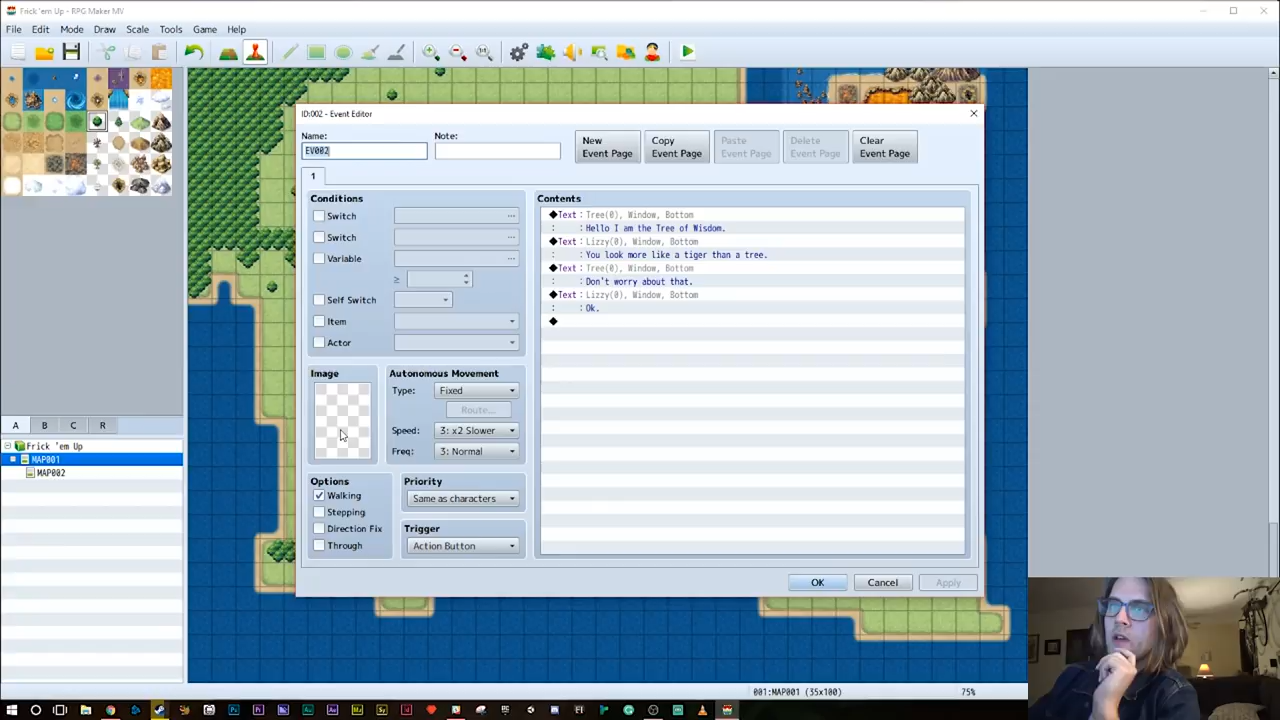 Frick 'em Up - RPG Maker MV
File Edit Mode Draw Scale Tools Game Help
ID:002 - Event Editor
Name: Note:
EV002
New Event Page
Copy Event Page
Paste Event Page
Delete Event Page
Clear Event Page
1
Conditions
Switch ...
Switch ...
Variable ...
≥
Self Switch
Item
Actor
Image
Autonomous Movement
Type: Fixed
Route...
Speed: 3: x2 Slower
Freq: 3: Normal
Options
Walking
Stepping
Direction Fix
Through
Priority
Same as characters
Trigger
Action Button
Contents
◆Text : Tree(0), Window, Bottom
: : Hello I am the Tree of Wisdom.
◆Text : Lizzy(0), Window, Bottom
: : You look more like a tiger than a tree.
◆Text : Tree(0), Window, Bottom
: : Don't worry about that.
◆Text : Lizzy(0), Window, Bottom
: : Ok.
◆
OK Cancel Apply
A B C R
Frick 'em Up
MAP001
MAP002
001:MAP001 (35x100) 75%